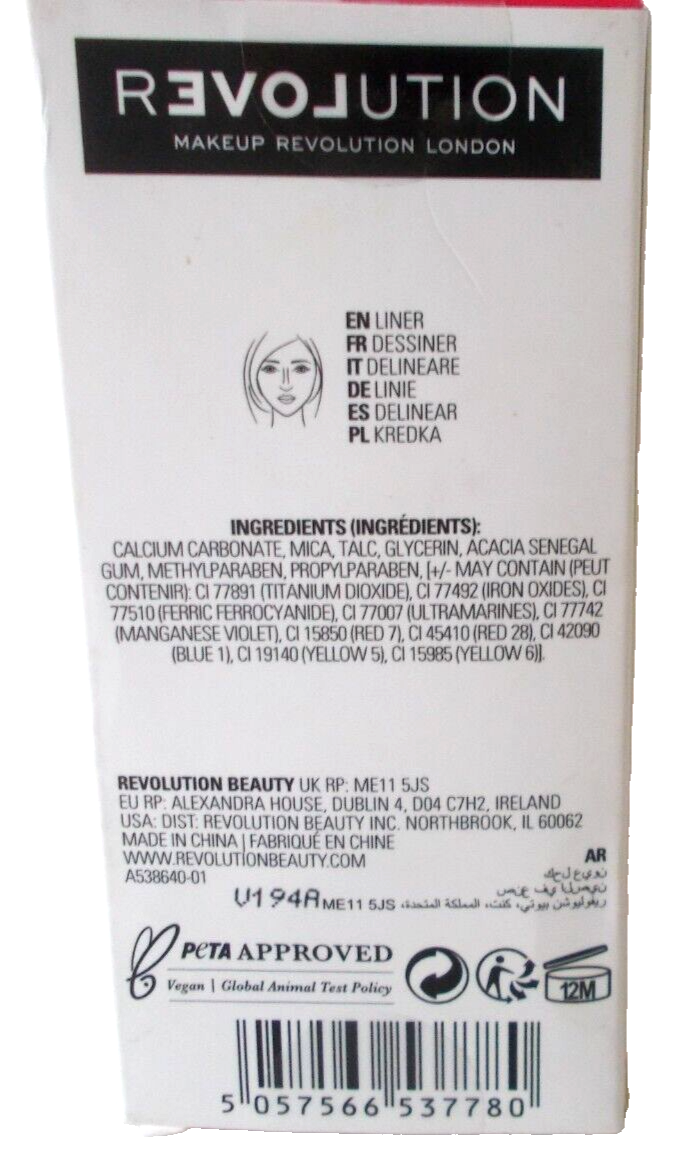 REVOLUTION
MAKEUP REVOLUTION LONDON
EN LINER
FR DESSINER
IT DELINEARE
DE LINIE
ES DELINEAR
PL KREDKA
INGREDIENTS (INGRÉDIENTS):
CALCIUM CARBONATE, MICA, TALC, GLYCERIN, ACACIA SENEGAL
GUM, METHYLPARABEN, PROPYLPARABEN, [+/- MAY CONTAIN (PEUT
CONTENIR): CI 77891 (TITANIUM DIOXIDE), CI 77492 (IRON OXIDES), CI
77510 (FERRIC FERROCYANIDE), CI 77007 (ULTRAMARINES), CI 77742
(MANGANESE VIOLET), CI 15850 (RED 7), CI 45410 (RED 28), CI 42090
(BLUE 1), CI 19140 (YELLOW 5), CI 15985 (YELLOW 6)].
REVOLUTION BEAUTY UK RP: ME11 5JS
EU RP: ALEXANDRA HOUSE, DUBLIN 4, D04 C7H2, IRELAND
USA: DIST: REVOLUTION BEAUTY INC. NORTHBROOK, IL 60062
MADE IN CHINA | FABRIQUÉ EN CHINE
WWW.REVOLUTIONBEAUTY.COM
AR
A538640-01
V194A
ME11 5JS ريفوليوشن بيوتي، كنت، المملكة المتحدة،
PETA APPROVED
Vegan | Global Animal Test Policy
12M
5 057566 537780